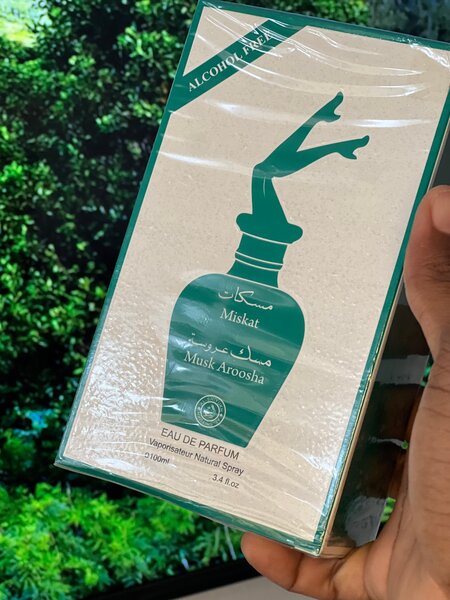 ALCOHOL FREE
مسكات
Miskat
مسك عروسة
Musk Aroosha
EAU DE PARFUM
Vaporisateur Natural Spray
100ml
3.4 fl.oz